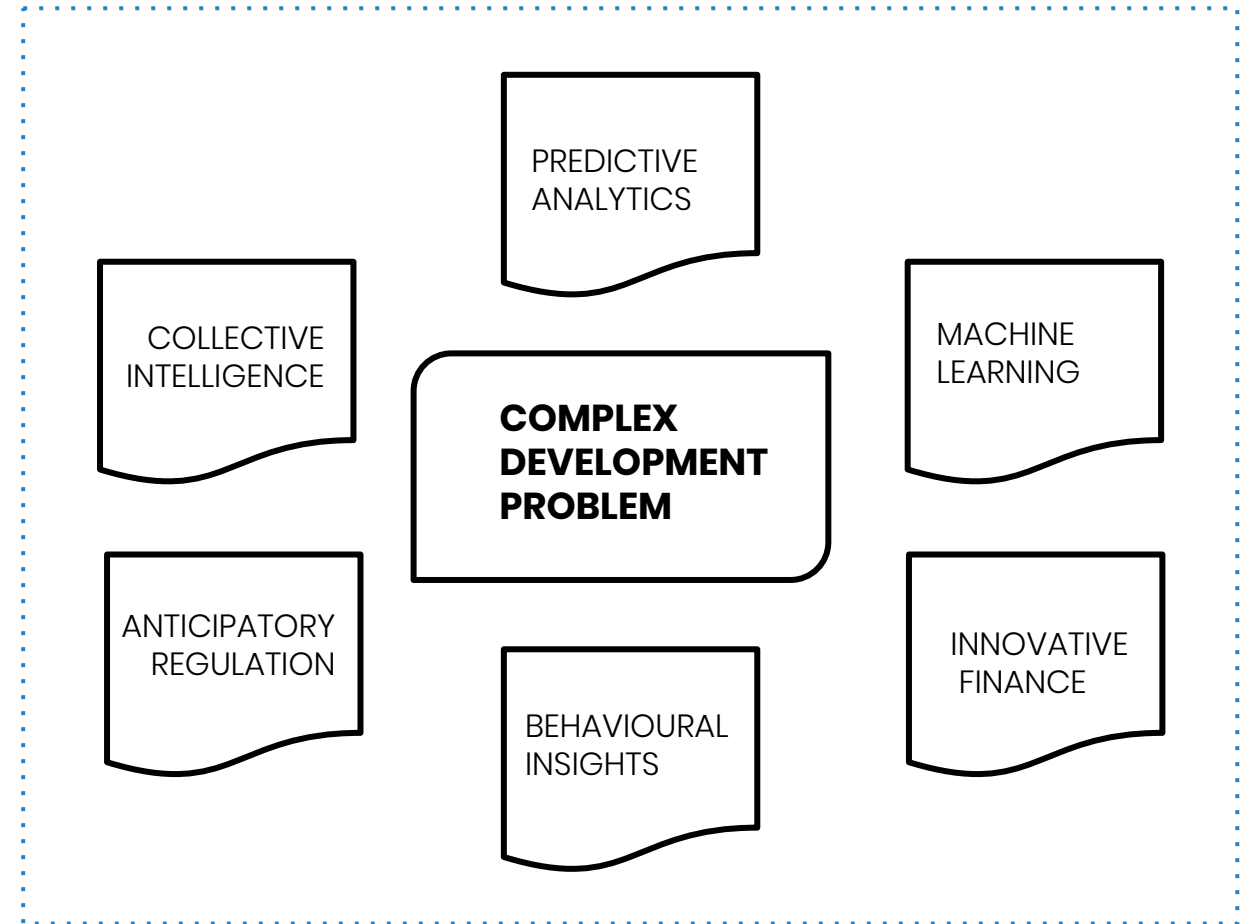 PREDICTIVE
ANALYTICS
COLLECTIVE
INTELLIGENCE
MACHINE
LEARNING
COMPLEX
DEVELOPMENT
PROBLEM
ANTICIPATORY
REGULATION
INNOVATIVE
FINANCE
BEHAVIOURAL
INSIGHTS